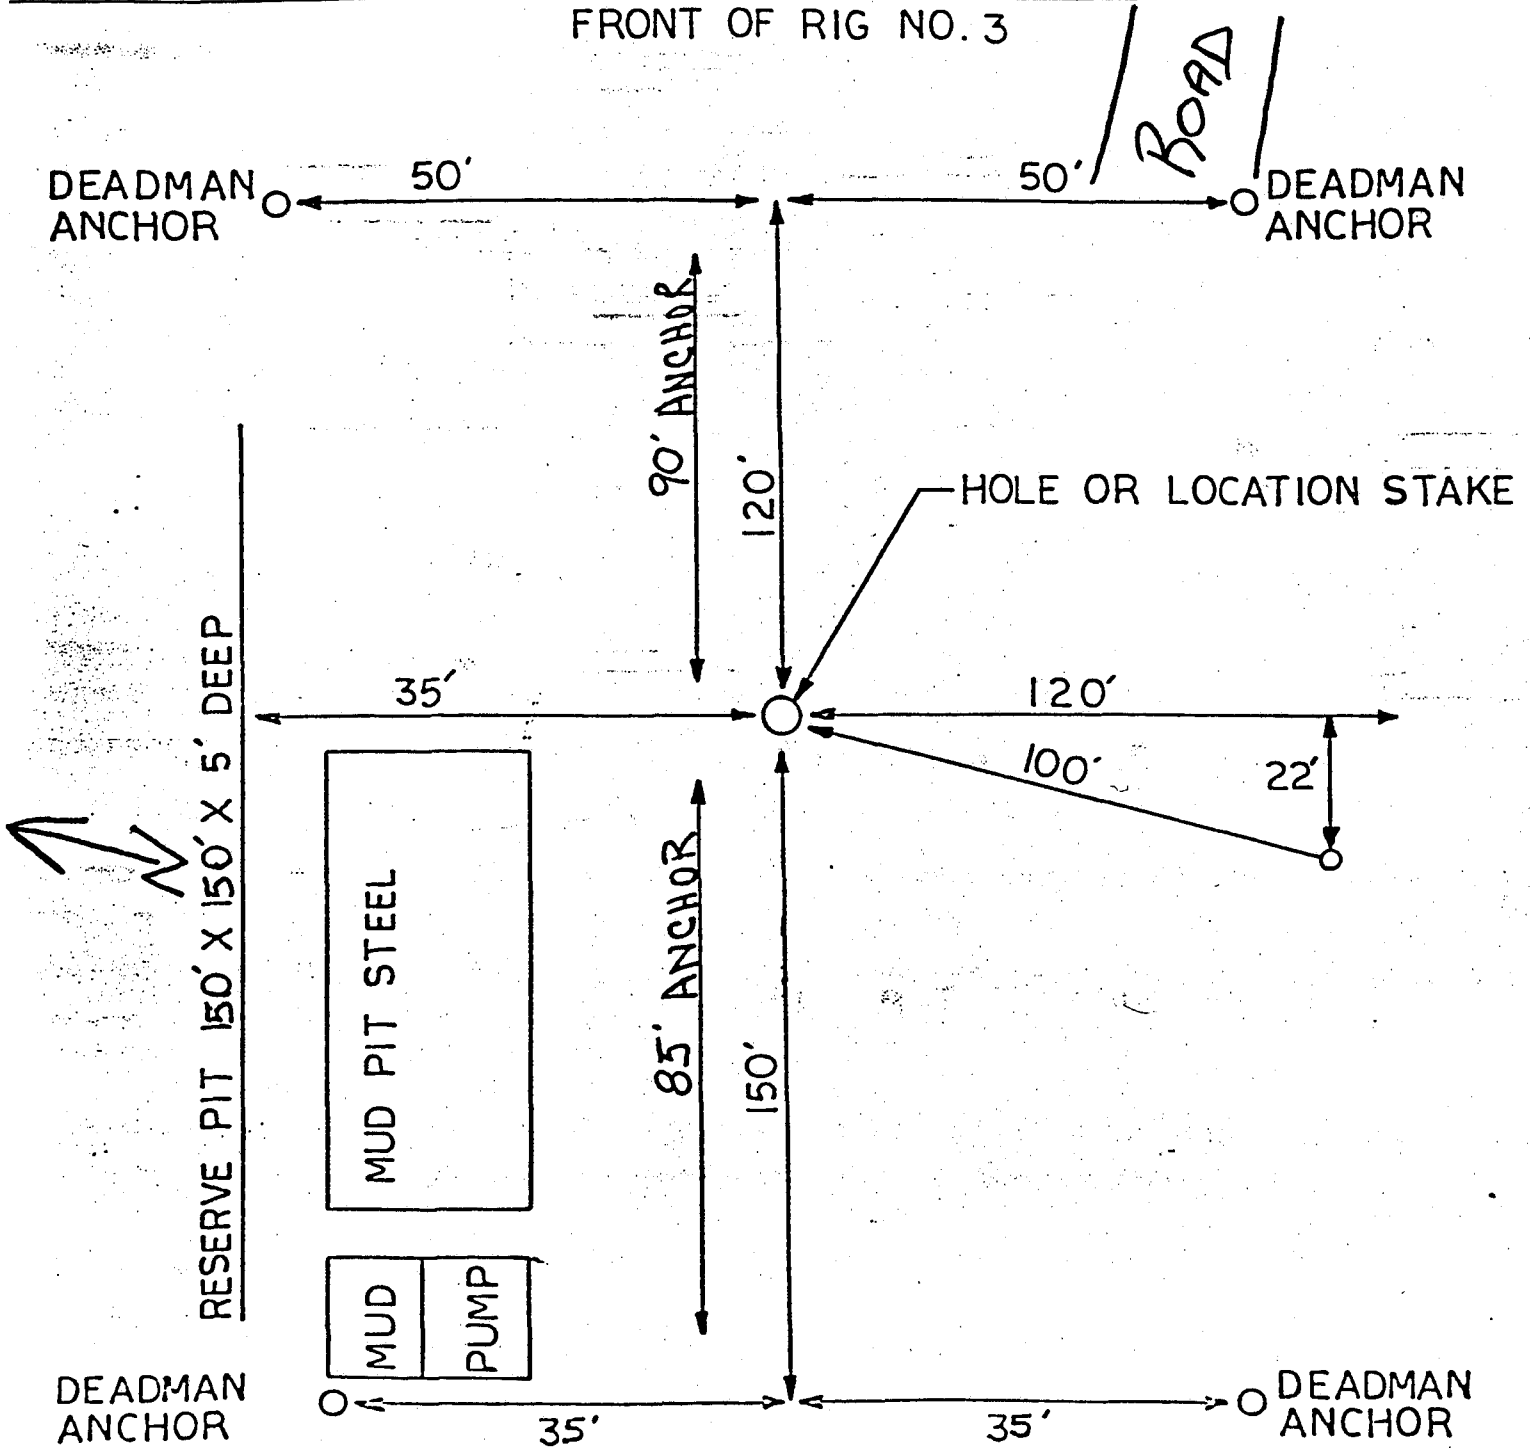 FRONT OF RIG NO. 3
ROAD
DEADMAN
ANCHOR
50'
50'
DEADMAN
ANCHOR
90' ANCHOR
120'
HOLE OR LOCATION STAKE
RESERVE PIT 150' X 150' X 5' DEEP
35'
120'
100'
22'
MUD PIT STEEL
85' ANCHOR
150'
MUD
PUMP
DEADMAN
ANCHOR
35'
35'
DEADMAN
ANCHOR